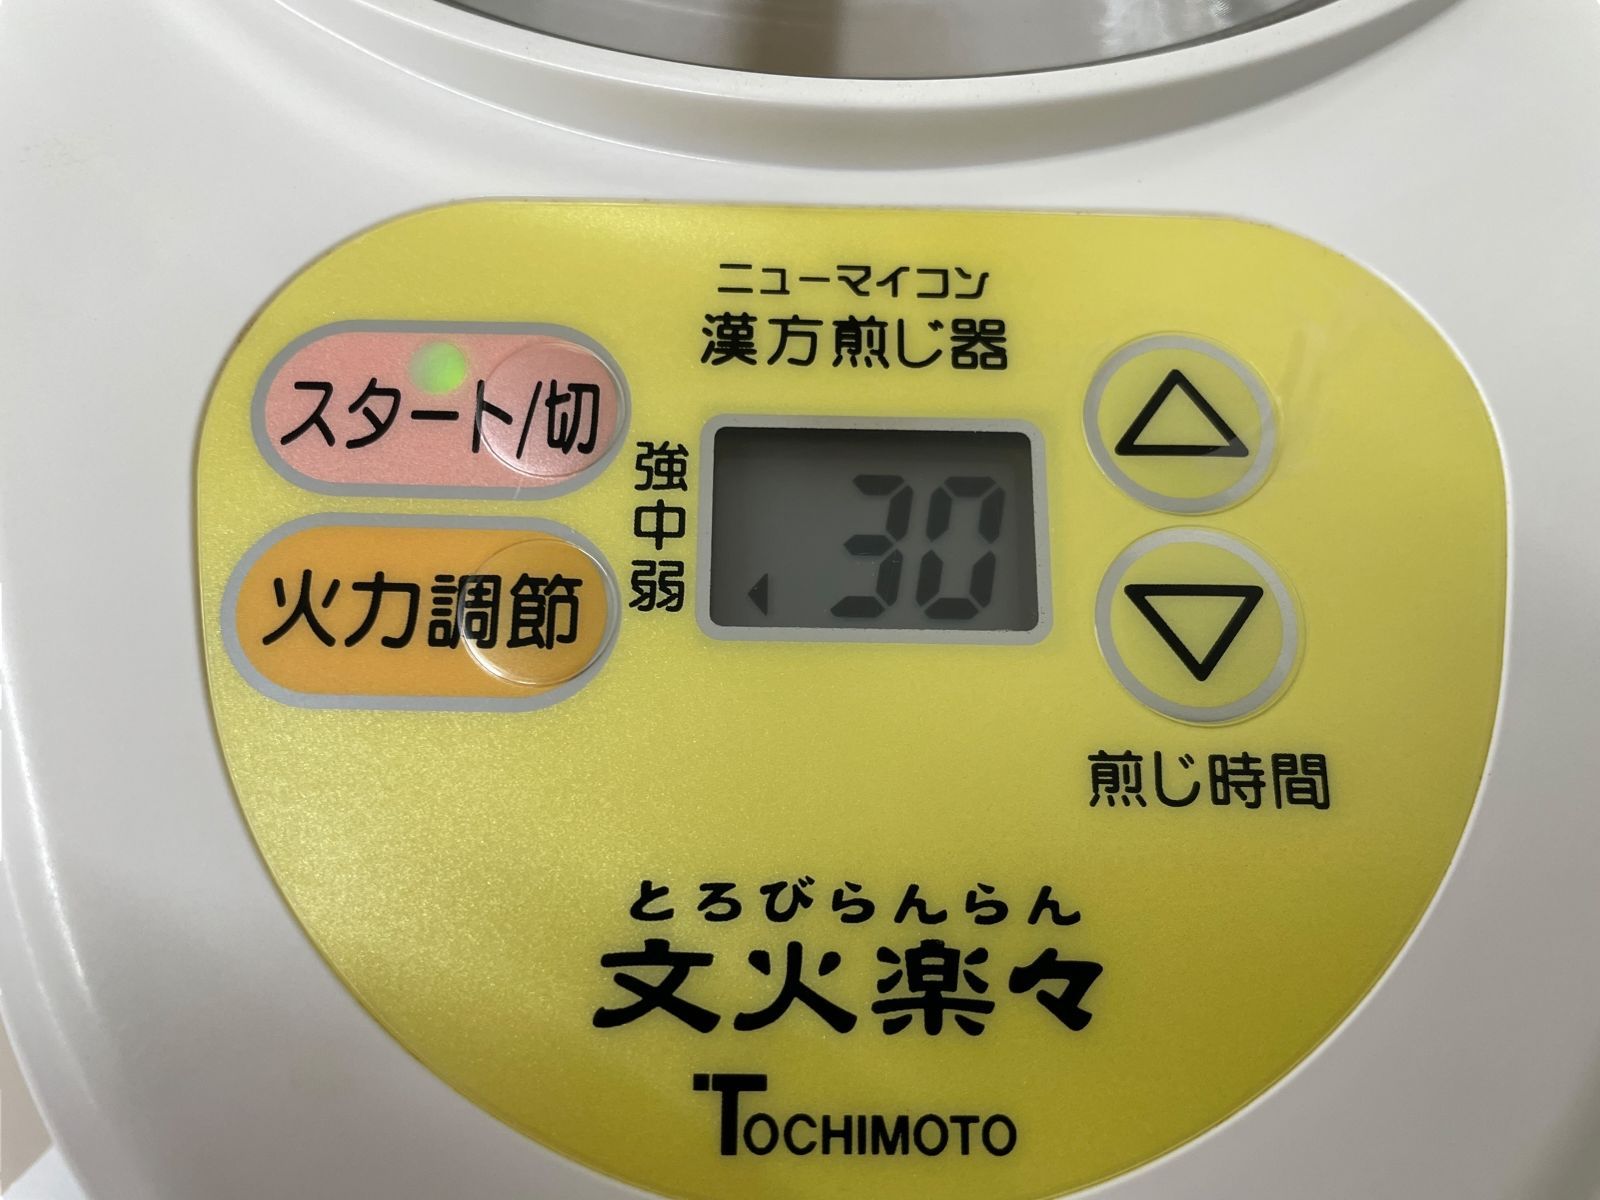 ニューマイコン
漢方煎じ器
スタート/切
強
中
弱
30
火力調節
煎じ時間
とろびらんらん
文火楽々
TOCHIMOTO